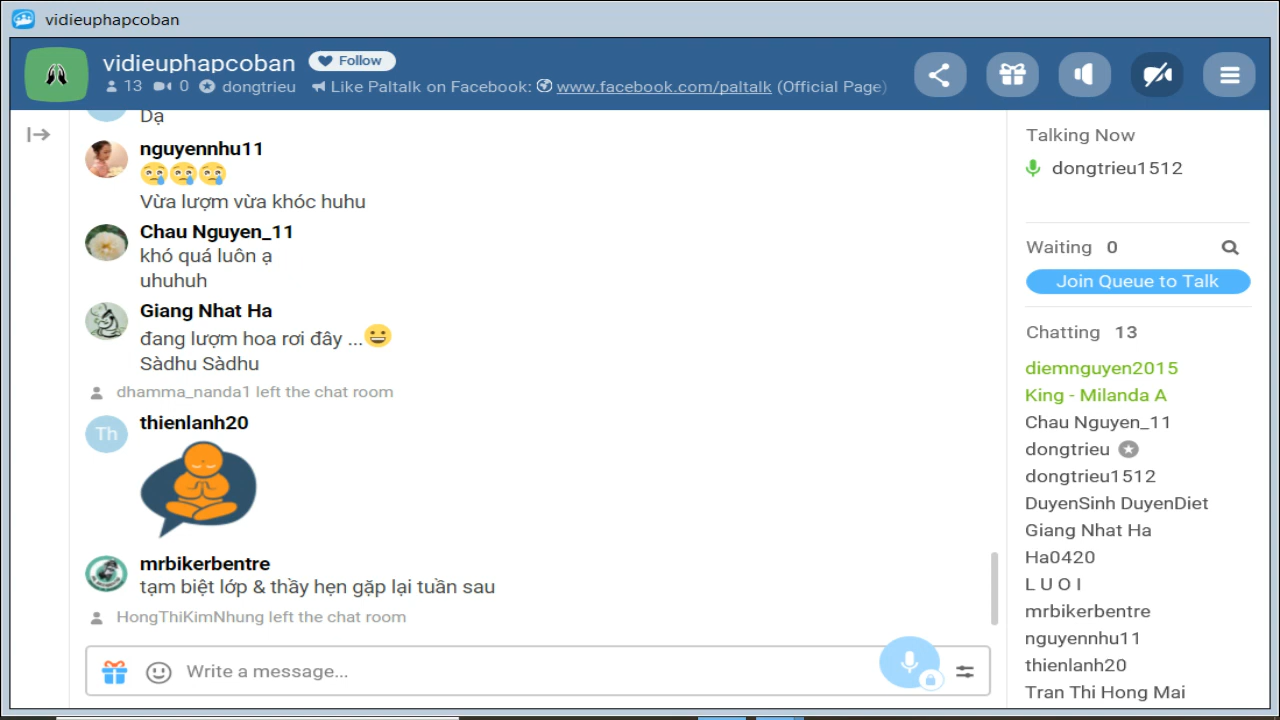 vidieuphapcoban
vidieuphapcoban Follow
13 0 dongtrieu Like Paltalk on Facebook: www.facebook.com/paltalk (Official Page)
Dạ
nguyennhu11
Vừa lượm vừa khóc huhu
Chau Nguyen_11
khó quá luôn ạ
uhuhuh
Giang Nhat Ha
đang lượm hoa rơi đây ...
Sàdhu Sàdhu
dhamma_nanda1 left the chat room
Th thienlanh20
mrbikerbentre
tạm biệt lớp & thầy hẹn gặp lại tuần sau
HongThiKimNhung left the chat room
Write a message...
Talking Now
dongtrieu1512
Waiting 0
Join Queue to Talk
Chatting 13
diemnguyen2015
King - Milanda A
Chau Nguyen_11
dongtrieu
dongtrieu1512
DuyenSinh DuyenDiet
Giang Nhat Ha
Ha0420
L U O I
mrbikerbentre
nguyennhu11
thienlanh20
Tran Thi Hong Mai